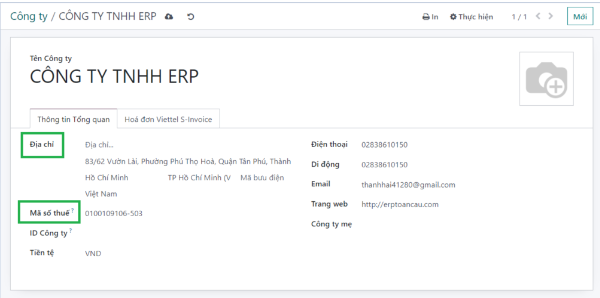 Công ty / CÔNG TY TNHH ERP
In Thực hiện 1 / 1 Mới
Tên Công ty
CÔNG TY TNHH ERP
Thông tin Tổng quan Hoá đơn Viettel S-Invoice
Địa chỉ Địa chỉ... Điện thoại 02838610150
83/62 Vườn Lài, Phường Phú Thọ Hoà, Quận Tân Phú, Thành Di động 02838610150
Hồ Chí Minh TP Hồ Chí Minh (V Mã bưu điện Email thanhhai41280@gmail.com
Việt Nam Trang web http://erptoancau.com
Mã số thuế ? 0100109106-503 Công ty mẹ
ID Công ty ?
Tiền tệ VND